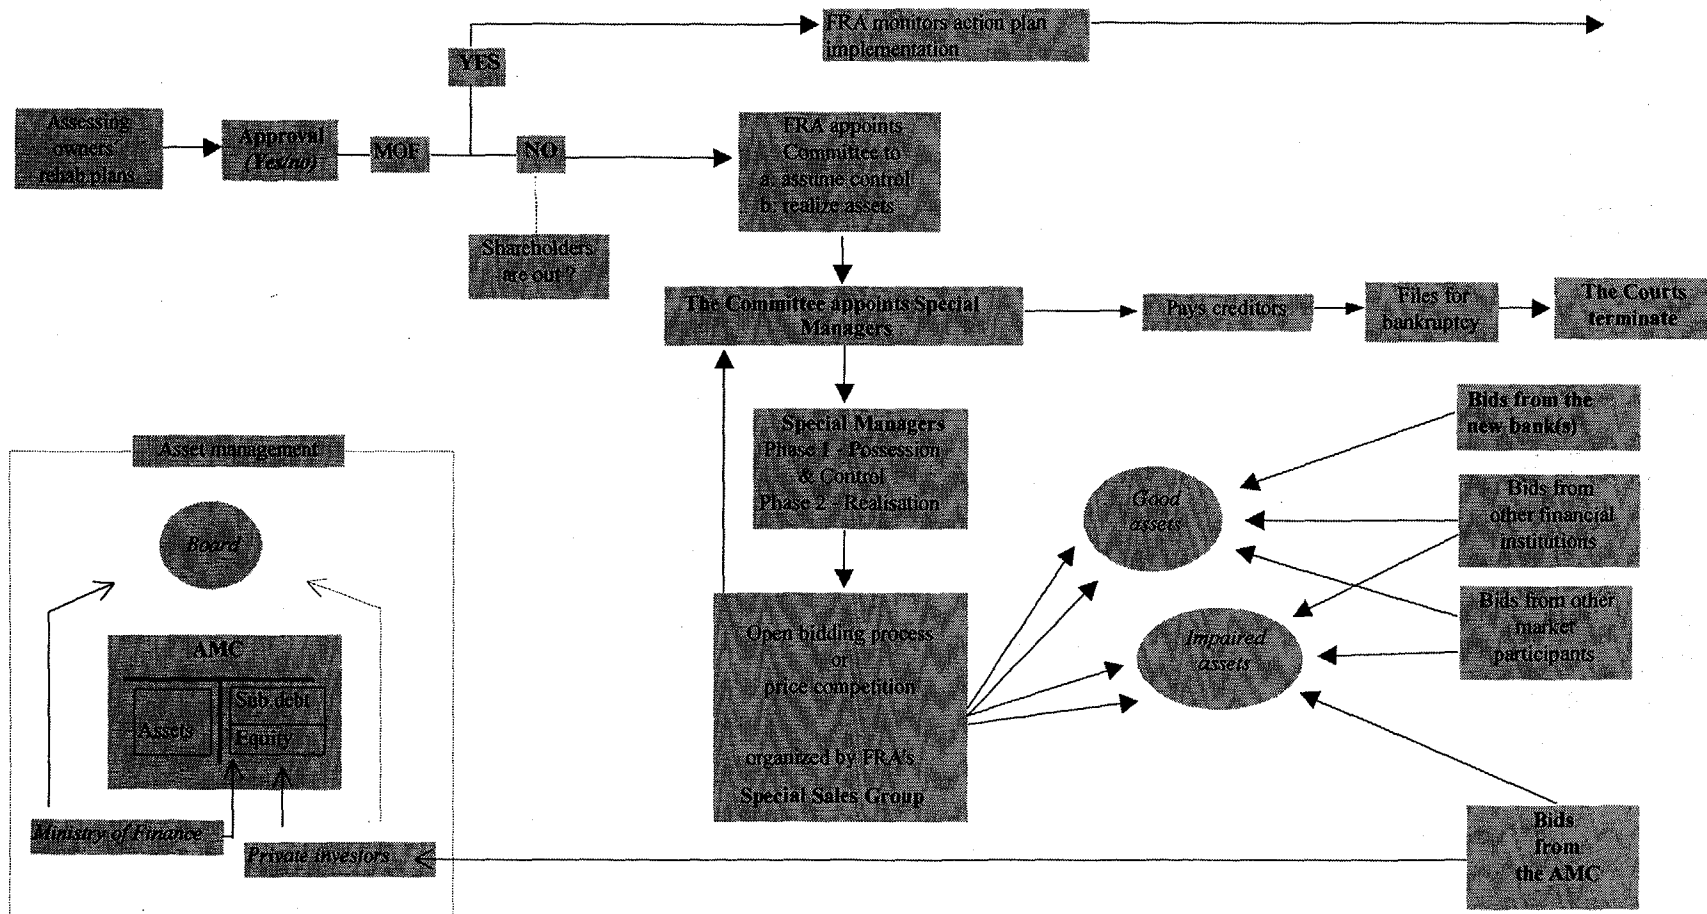 FRA monitors action plan
implementation
YES
Assessing
owners'
rehab plans
Approval
(Yes/no)
MOF
NO
FRA appoints
Committee to
a. assume control
b. realize assets
Shareholders
are out ?
The Committee appoints Special
Managers
Pays creditors
Files for
bankruptcy
The Courts
terminate
Special Managers
Phase 1 - Possession
& Control
Phase 2 - Realisation
Bids from the
new bank(s)
Good
assets
Bids from
other financial
institutions
Bids from other
market
participants
Impaired
assets
Open bidding process
or
price competition
organized by FRA's
Special Sales Group
Bids
from
the AMC
Asset management
Board
AMC
Assets
Sub debt
Equity
Ministry of Finance
Private investors